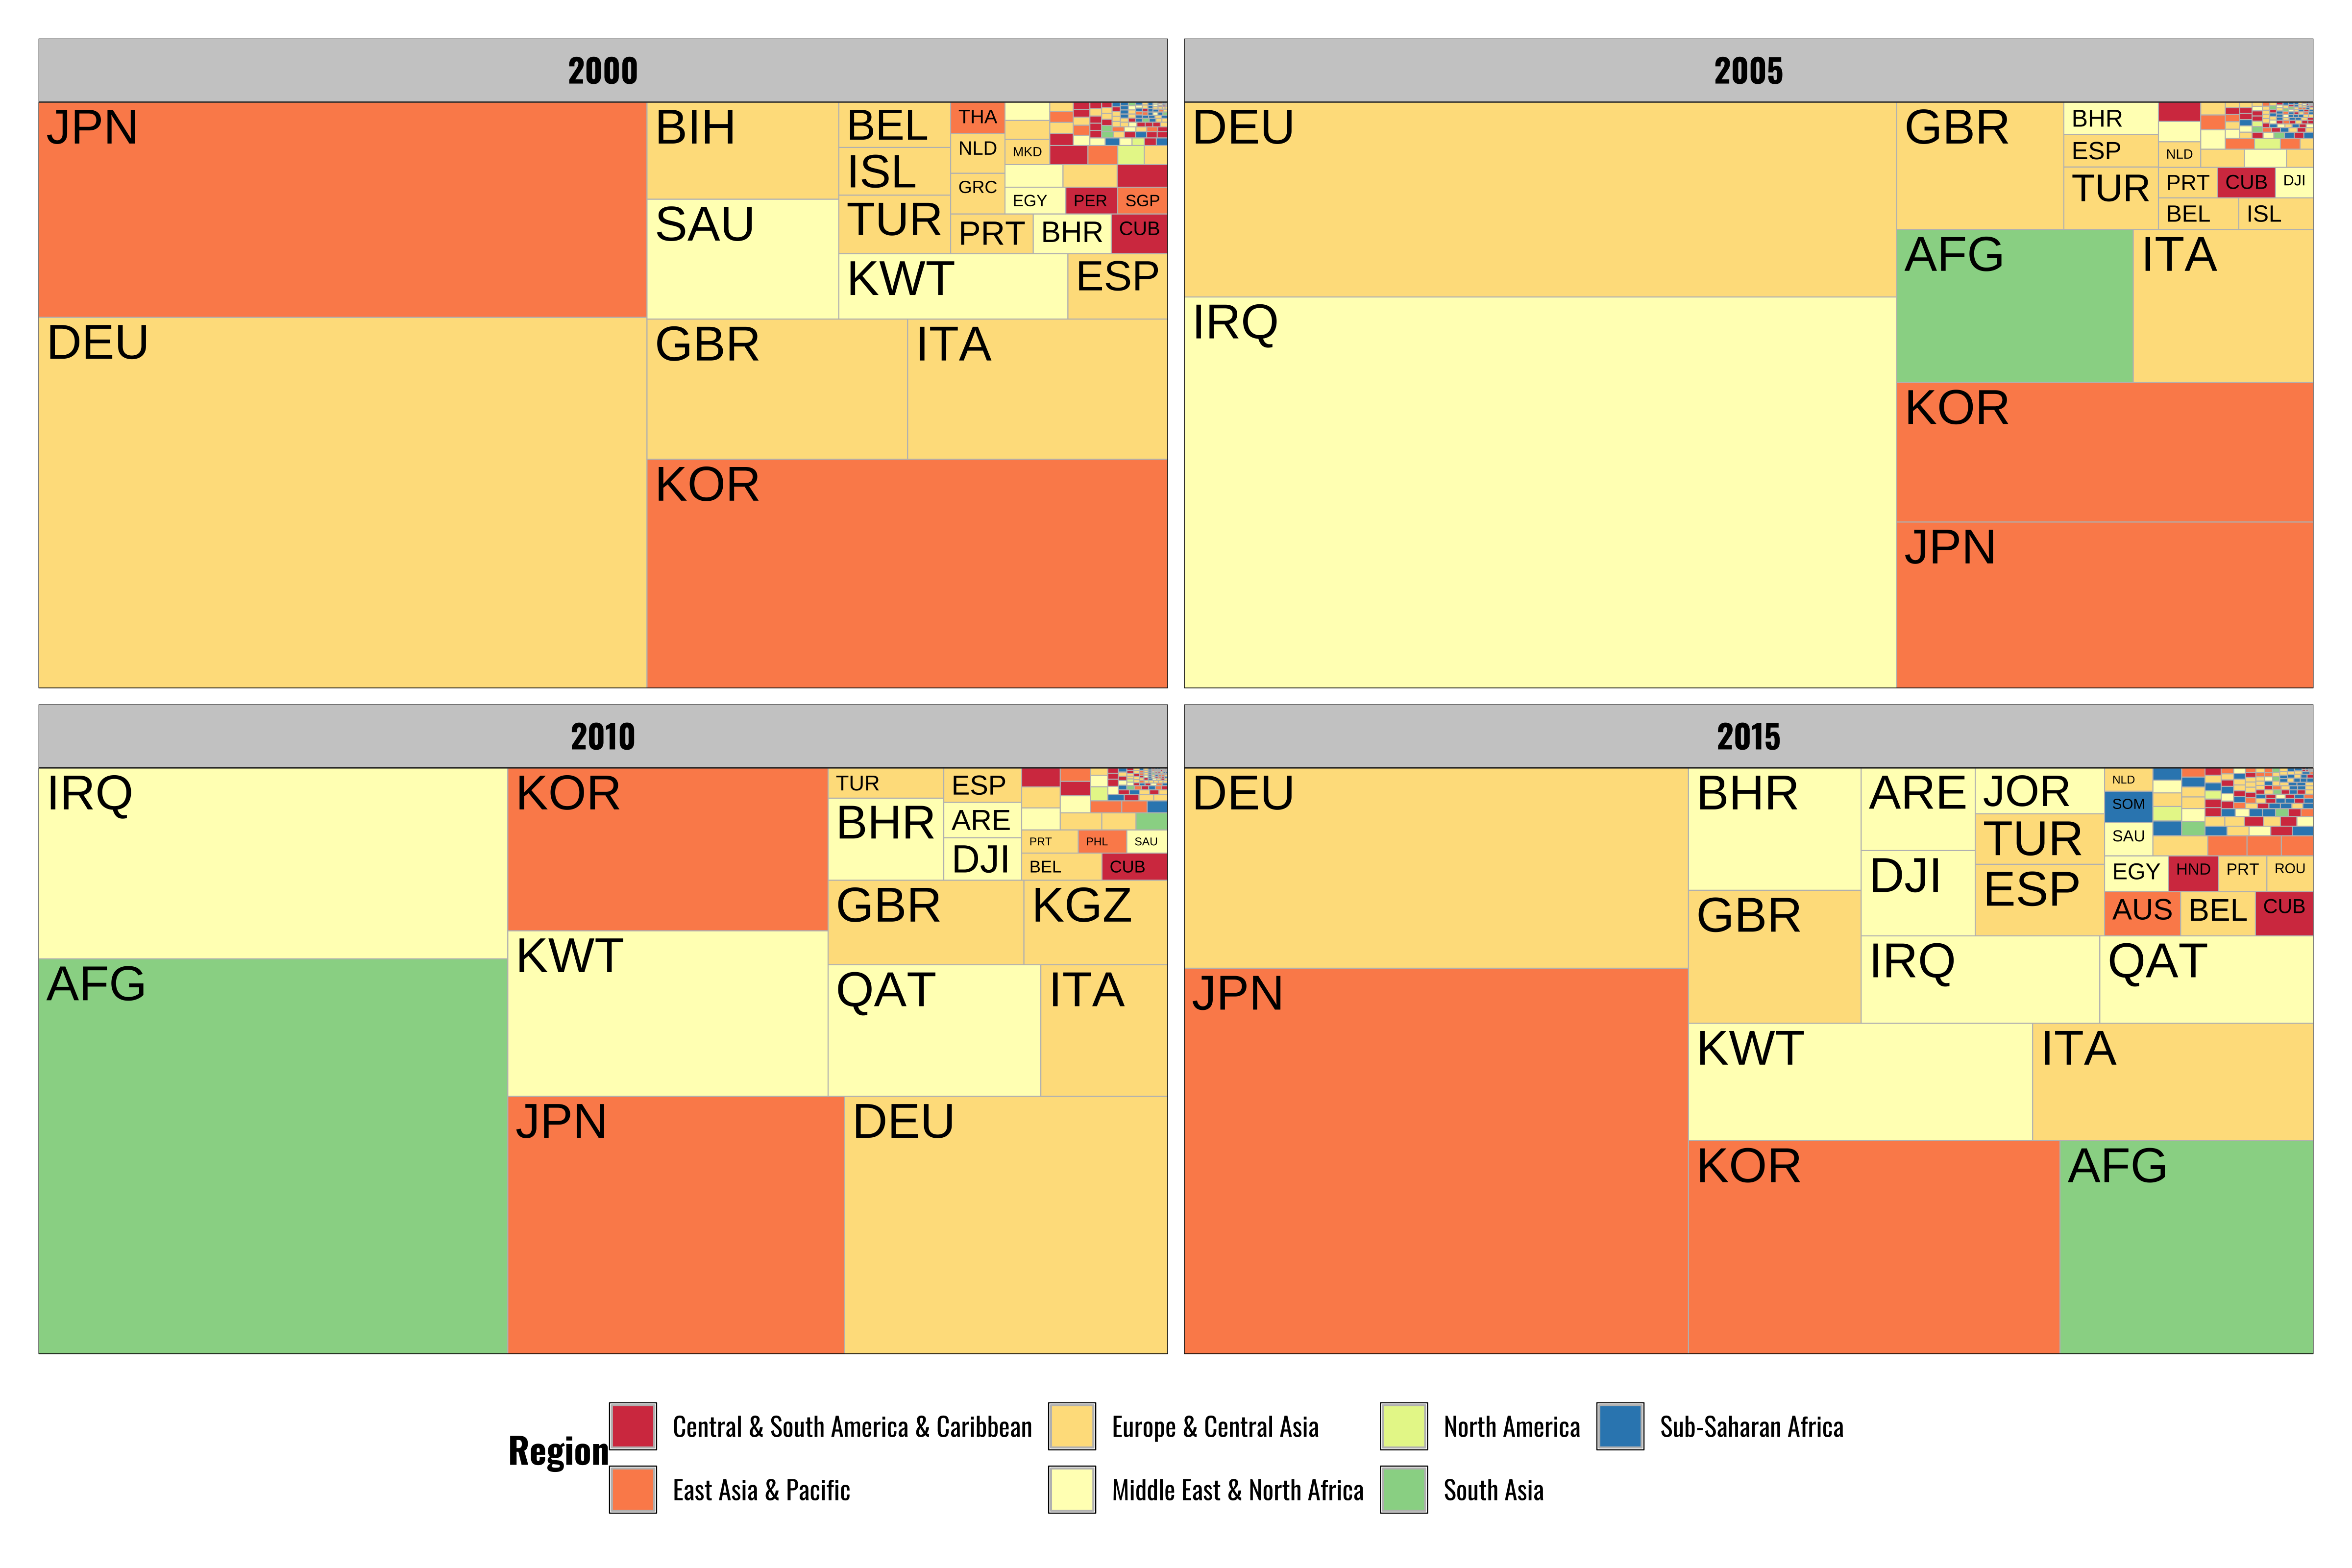 2000
JPN
BIH
BEL
THA
NLD
MKD
ISL
GRC
EGY
PER
SGP
SAU
TUR
PRT
BHR
CUB
KWT
ESP
DEU
GBR
ITA
KOR
2005
DEU
GBR
BHR
ESP
NLD
TUR
PRT
CUB
DJI
BEL
ISL
AFG
ITA
IRQ
KOR
JPN
2010
IRQ
KOR
TUR
ESP
BHR
ARE
DJI
PRT
PHL
SAU
BEL
CUB
GBR
KGZ
KWT
AFG
QAT
ITA
JPN
DEU
2015
DEU
BHR
ARE
JOR
NLD
SOM
TUR
SAU
DJI
ESP
EGY
HND
PRT
ROU
GBR
AUS
BEL
CUB
IRQ
QAT
JPN
KWT
ITA
KOR
AFG
Region
Central & South America & Caribbean
Europe & Central Asia
North America
Sub-Saharan Africa
East Asia & Pacific
Middle East & North Africa
South Asia